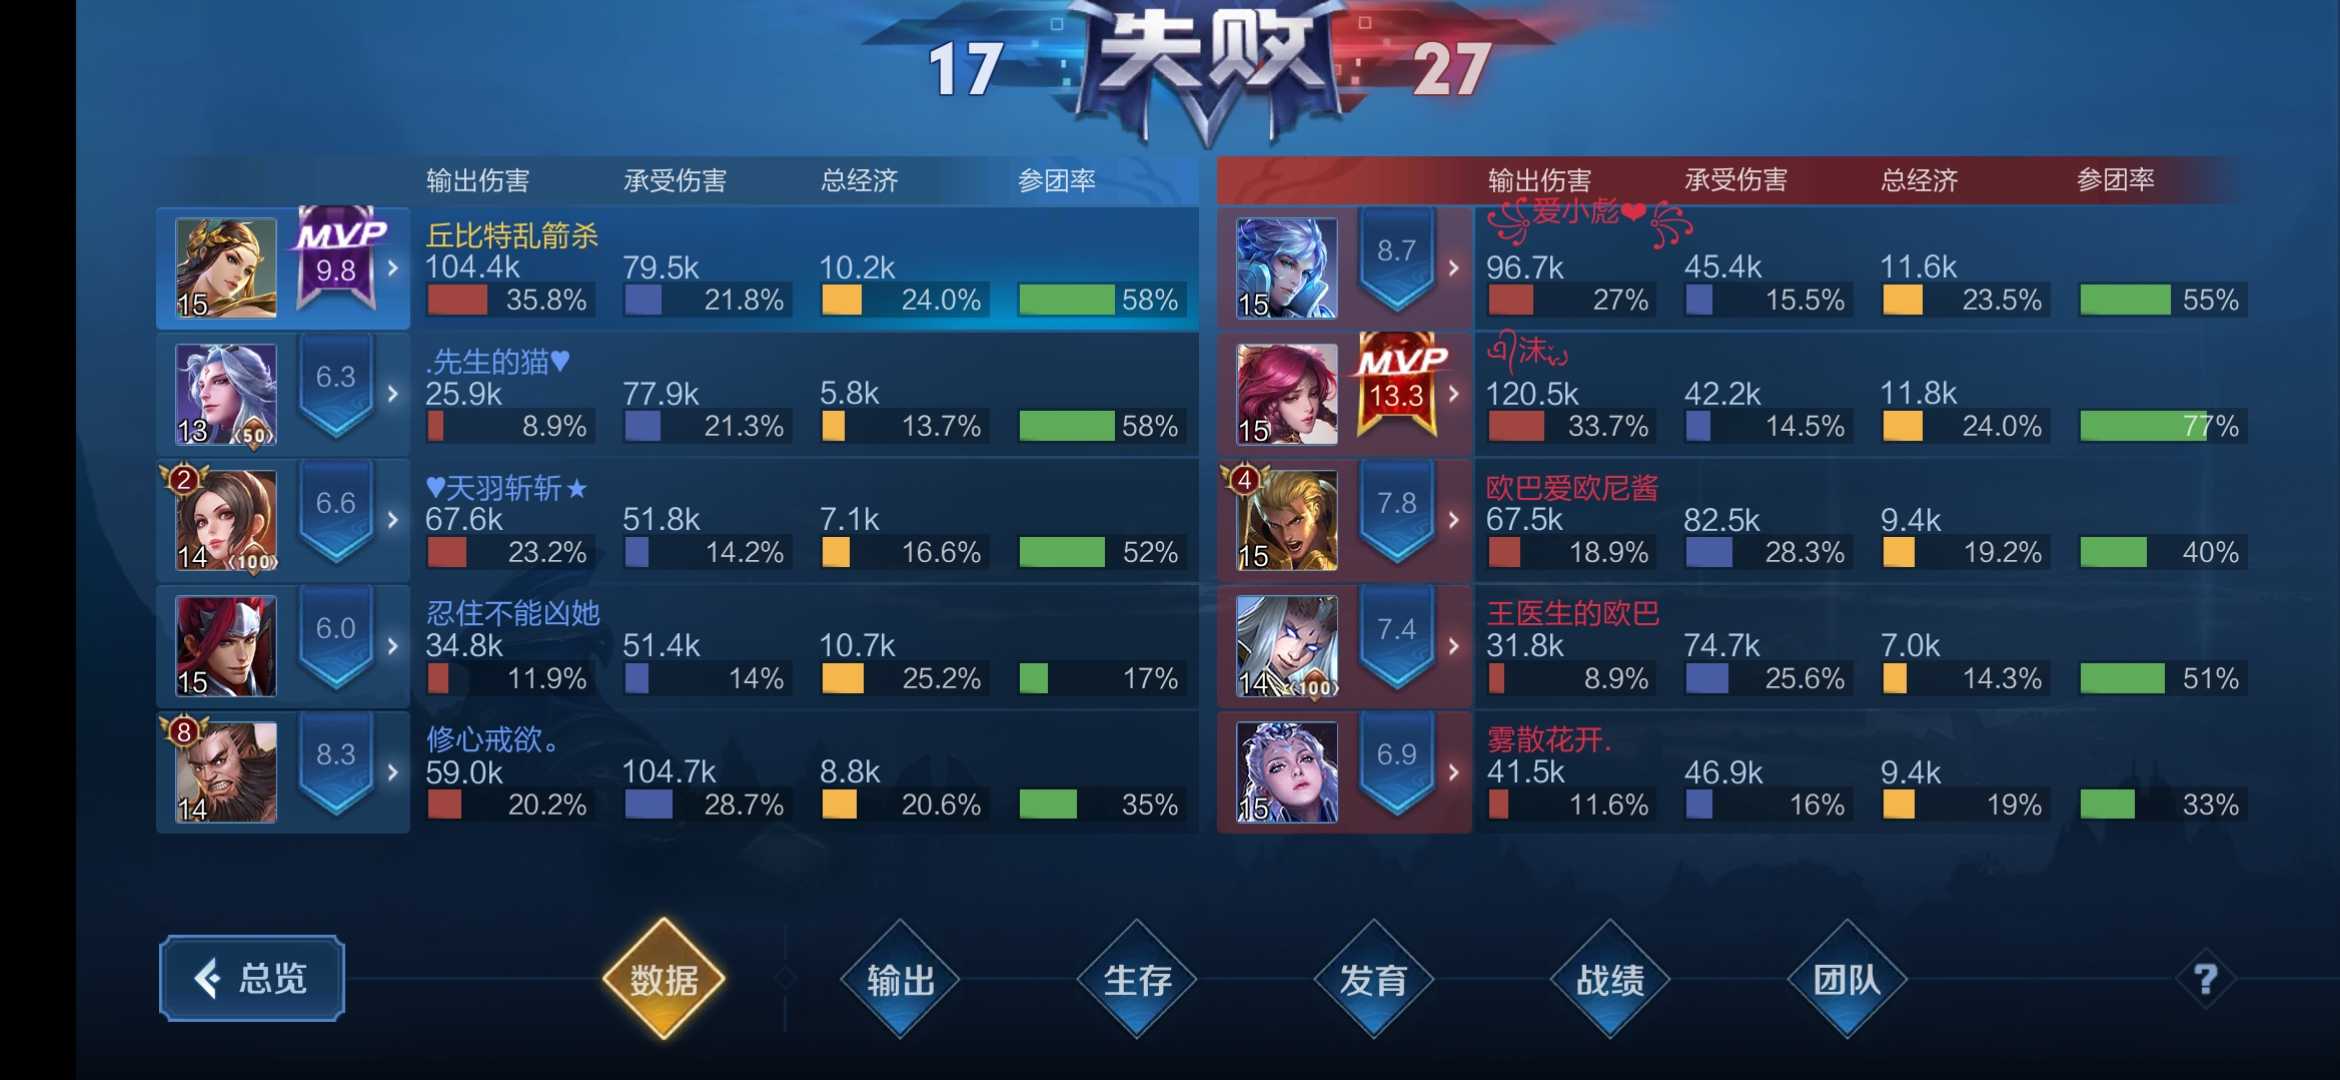 17 失败 27
输出伤害 承受伤害 总经济 参团率
输出伤害 承受伤害 总经济 参团率
15 MVP 9.8 丘比特乱箭杀
104.4k 79.5k 10.2k
35.8% 21.8% 24.0% 58%
13 50 6.3 .先生的猫♥
25.9k 77.9k 5.8k
8.9% 21.3% 13.7% 58%
2 14 100 6.6 ♥天羽斩斩★
67.6k 51.8k 7.1k
23.2% 14.2% 16.6% 52%
15 6.0 忍住不能凶她
34.8k 51.4k 10.7k
11.9% 14% 25.2% 17%
8 14 8.3 修心戒欲。
59.0k 104.7k 8.8k
20.2% 28.7% 20.6% 35%
15 8.7 爱小彪❤
96.7k 45.4k 11.6k
27% 15.5% 23.5% 55%
15 MVP 13.3 沫
120.5k 42.2k 11.8k
33.7% 14.5% 24.0% 77%
4 15 7.8 欧巴爱欧尼酱
67.5k 82.5k 9.4k
18.9% 28.3% 19.2% 40%
14 100 7.4 王医生的欧巴
31.8k 74.7k 7.0k
8.9% 25.6% 14.3% 51%
15 6.9 雾散花开.
41.5k 46.9k 9.4k
11.6% 16% 19% 33%
总览 数据 输出 生存 发育 战绩 团队 ?